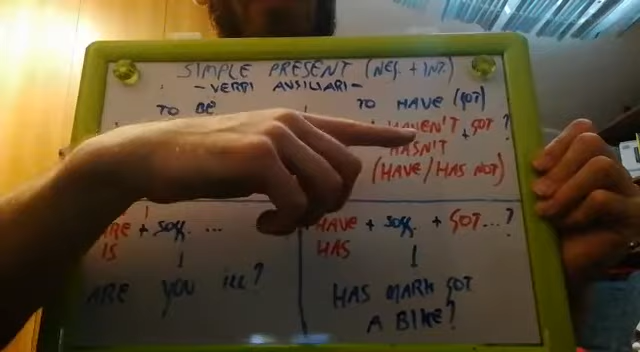 SIMPLE PRESENT (NEG. + INT.)
- VERBI AUSILIARI -
TO BE
TO HAVE (GOT)
HAVEN'T + GOT ?
HASN'T
(HAVE/HAS NOT)
ARE + SOGG. ...
IS
ARE YOU ILL?
HAVE + SOGG. + GOT...?
HAS
HAS MARK GOT
A BIKE?